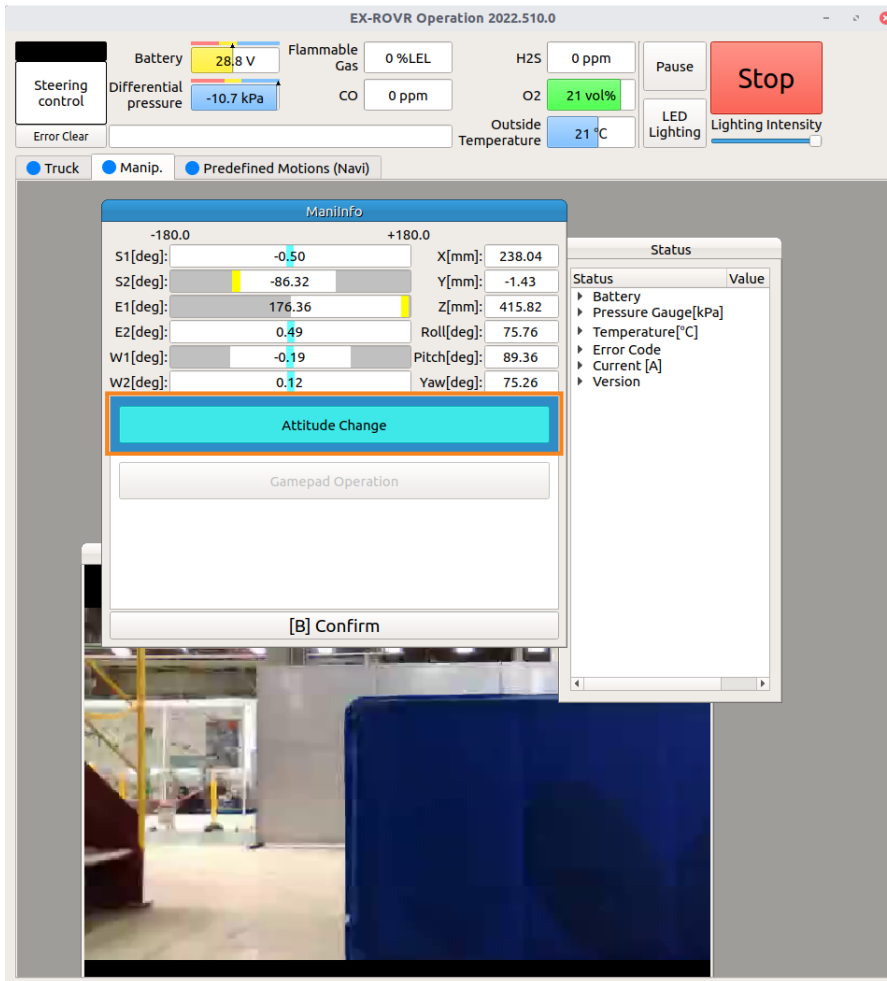 EX-ROVR Operation 2022.510.0
Steering control
Battery 28.8 V
Flammable Gas 0 %LEL
H2S 0 ppm
Pause
Stop
Differential pressure -10.7 kPa
CO 0 ppm
O2 21 vol%
Error Clear
Outside Temperature 21 °C
LED Lighting
Lighting Intensity
Truck Manip. Predefined Motions (Navi)
ManiInfo
-180.0 +180.0
S1[deg]: -0.50 X[mm]: 238.04
S2[deg]: -86.32 Y[mm]: -1.43
E1[deg]: 176.36 Z[mm]: 415.82
E2[deg]: 0.49 Roll[deg]: 75.76
W1[deg]: -0.19 Pitch[deg]: 89.36
W2[deg]: 0.12 Yaw[deg]: 75.26
Attitude Change
Gamepad Operation
[B] Confirm
Status
Status Value
Battery
Pressure Gauge[kPa]
Temperature[°C]
Error Code
Current [A]
Version